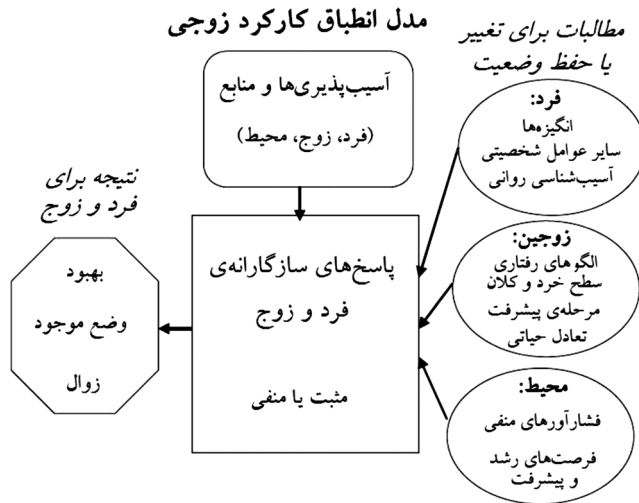 مدل انطباق کارکرد زوجی
مطالبات برای تغییر
یا حفظ وضعیت
فرد:
انگیزه‌ها
سایر عوامل شخصیتی
آسیب‌شناسی روانی
زوجین:
الگوهای رفتاری
سطح خرد و کلان
مرحله‌ی پیشرفت
تعادل حیاتی
محیط:
فشارآورهای منفی
فرصت‌های رشد
و پیشرفت
آسیب‌پذیری‌ها و منابع
(فرد، زوج، محیط)
پاسخ‌های سازگارانه‌ی
فرد و زوج
مثبت یا منفی
نتیجه برای
فرد و زوج
بهبود
وضع موجود
زوال